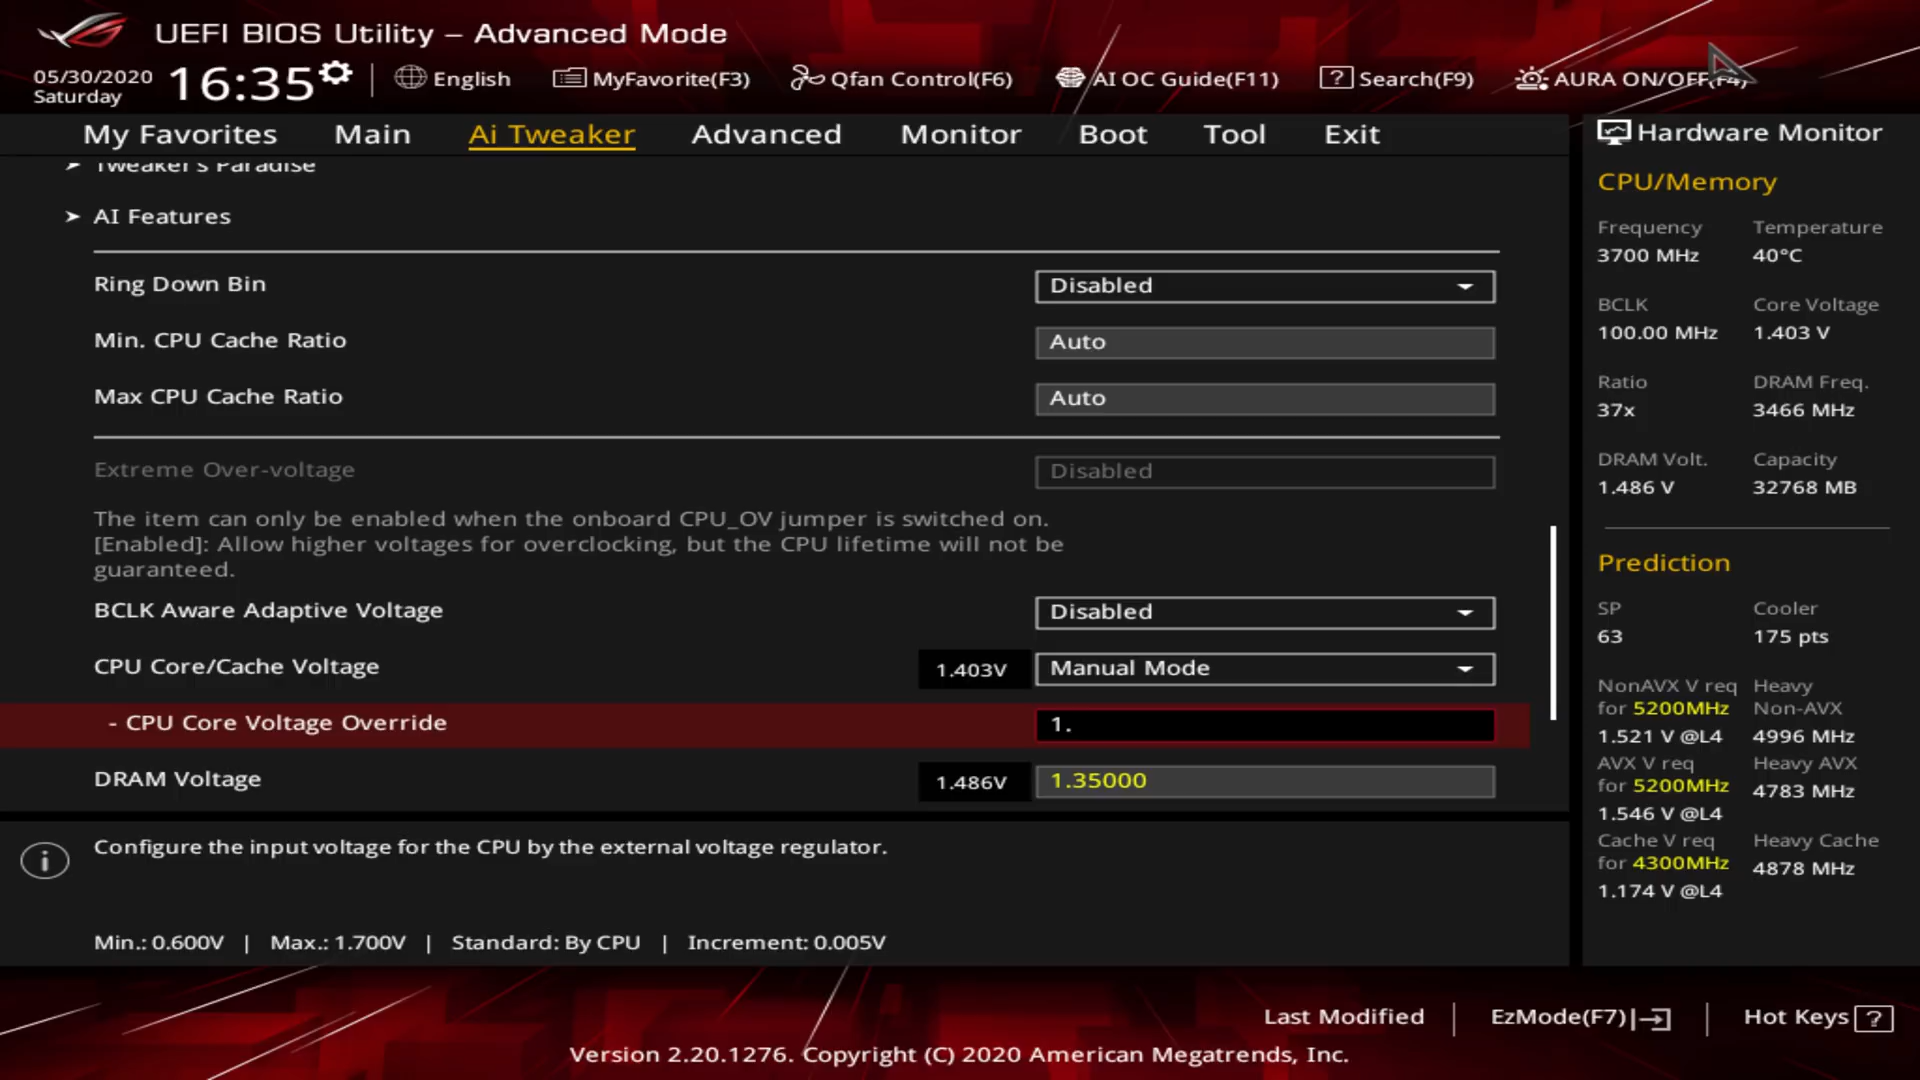 UEFI BIOS Utility – Advanced Mode
05/30/2020
Saturday
16:35
English
MyFavorite(F3)
Qfan Control(F6)
AI OC Guide(F11)
? Search(F9)
AURA ON/OFF(F4)
My Favorites
Main
Ai Tweaker
Advanced
Monitor
Boot
Tool
Exit
Tweaker's Paradise
AI Features
Ring Down Bin
Disabled
Min. CPU Cache Ratio
Auto
Max CPU Cache Ratio
Auto
Extreme Over-voltage
Disabled
The item can only be enabled when the onboard CPU_OV jumper is switched on.
[Enabled]: Allow higher voltages for overclocking, but the CPU lifetime will not be
guaranteed.
BCLK Aware Adaptive Voltage
Disabled
CPU Core/Cache Voltage
1.403V
Manual Mode
- CPU Core Voltage Override
1.
DRAM Voltage
1.486V
1.35000
Configure the input voltage for the CPU by the external voltage regulator.
Min.: 0.600V | Max.: 1.700V | Standard: By CPU | Increment: 0.005V
Hardware Monitor
CPU/Memory
Frequency
Temperature
3700 MHz
40°C
BCLK
Core Voltage
100.00 MHz
1.403 V
Ratio
DRAM Freq.
37x
3466 MHz
DRAM Volt.
Capacity
1.486 V
32768 MB
Prediction
SP
Cooler
63
175 pts
NonAVX V req
for 5200MHz
1.521 V @L4
Heavy
Non-AVX
4996 MHz
AVX V req
for 5200MHz
1.546 V @L4
Heavy AVX
4783 MHz
Cache V req
for 4300MHz
1.174 V @L4
Heavy Cache
4878 MHz
Last Modified
EzMode(F7)
Hot Keys ?
Version 2.20.1276. Copyright (C) 2020 American Megatrends, Inc.